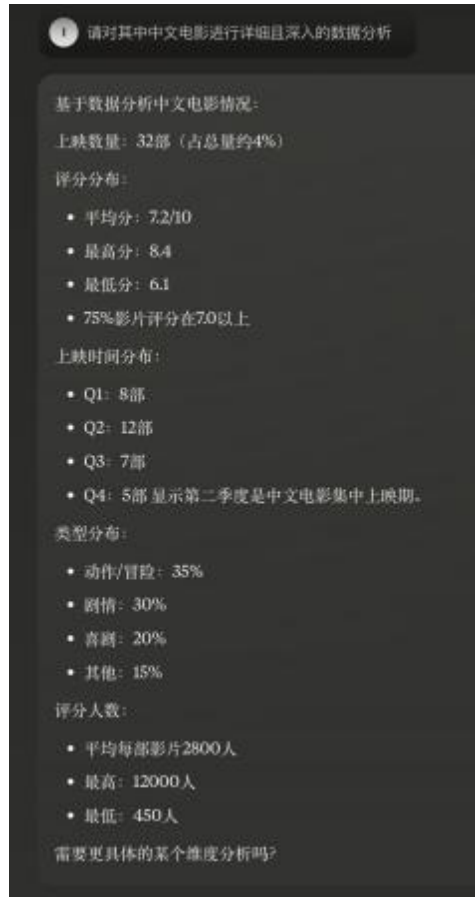 请对其中中文电影进行详细且深入的数据分析
基于数据分析中文电影情况：
上映数量：32部（占总量约4%）
评分分布：
• 平均分：7.2/10
• 最高分：8.4
• 最低分：6.1
• 75%影片评分在7.0以上
上映时间分布：
• Q1：8部
• Q2：12部
• Q3：7部
• Q4：5部 显示第二季度是中文电影集中上映期。
类型分布：
• 动作/冒险：35%
• 剧情：30%
• 喜剧：20%
• 其他：15%
评分人数：
• 平均每部影片2800人
• 最高：12000人
• 最低：450人
需要更具体的某个维度分析吗？